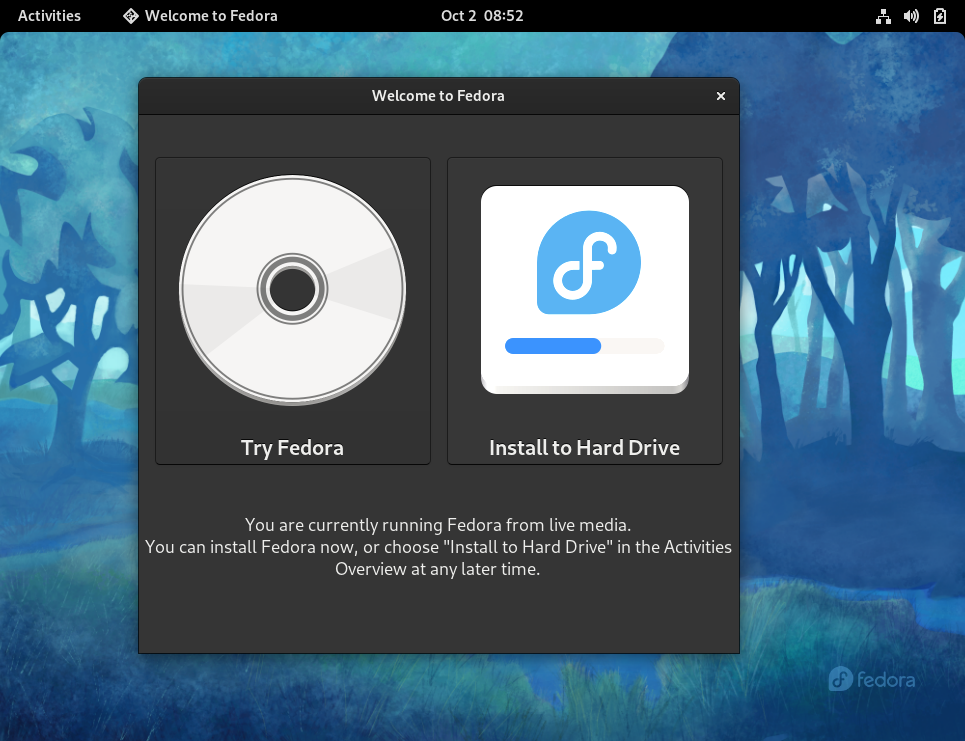 Activities Welcome to Fedora Oct 2 08:52
Welcome to Fedora
Try Fedora
Install to Hard Drive
You are currently running Fedora from live media.
You can install Fedora now, or choose "Install to Hard Drive" in the Activities
Overview at any later time.
fedora